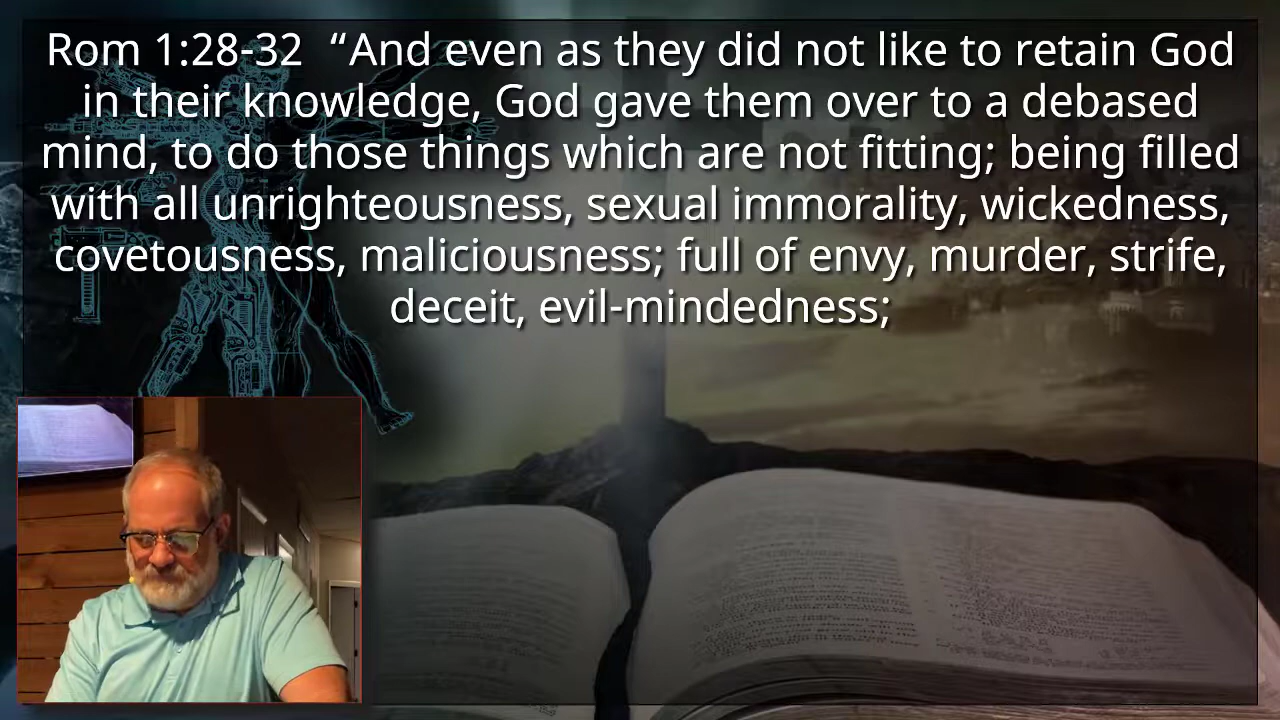 Rom 1:28-32 “And even as they did not like to retain God
in their knowledge, God gave them over to a debased
mind, to do those things which are not fitting; being filled
with all unrighteousness, sexual immorality, wickedness,
covetousness, maliciousness; full of envy, murder, strife,
deceit, evil-mindedness;